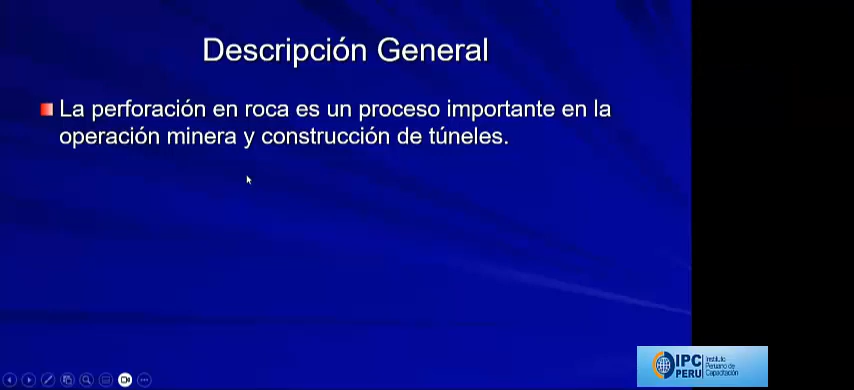 Descripción General
La perforación en roca es un proceso importante en la
operación minera y construcción de túneles.
IPC
PERU
Instituto
Peruano de
Capacitación